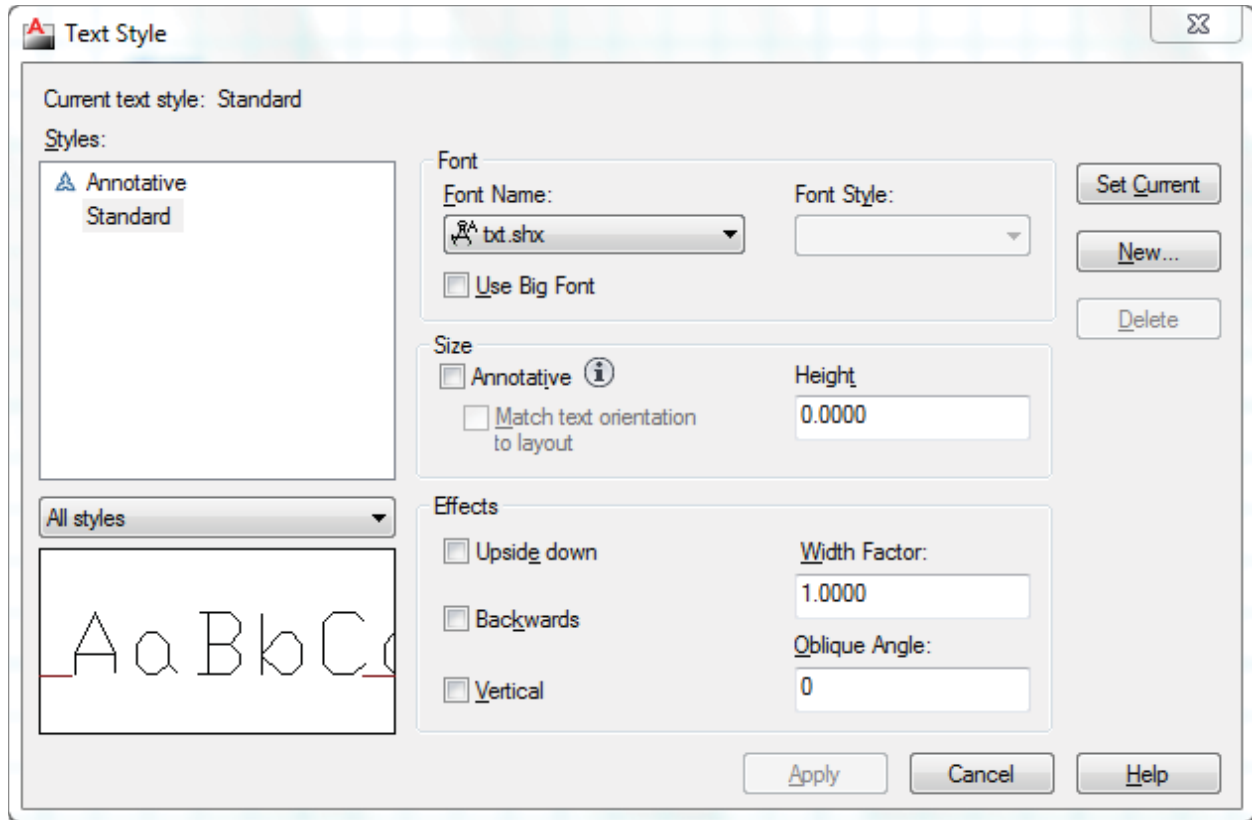 Text Style
Current text style: Standard
Styles:
Annotative
Standard
All styles
AaBbC
Font
Font Name:
Font Style:
txt.shx
Use Big Font
Size
Annotative
Height
0.0000
Match text orientation
to layout
Effects
Upside down
Width Factor:
1.0000
Backwards
Oblique Angle:
0
Vertical
Set Current
New...
Delete
Apply
Cancel
Help